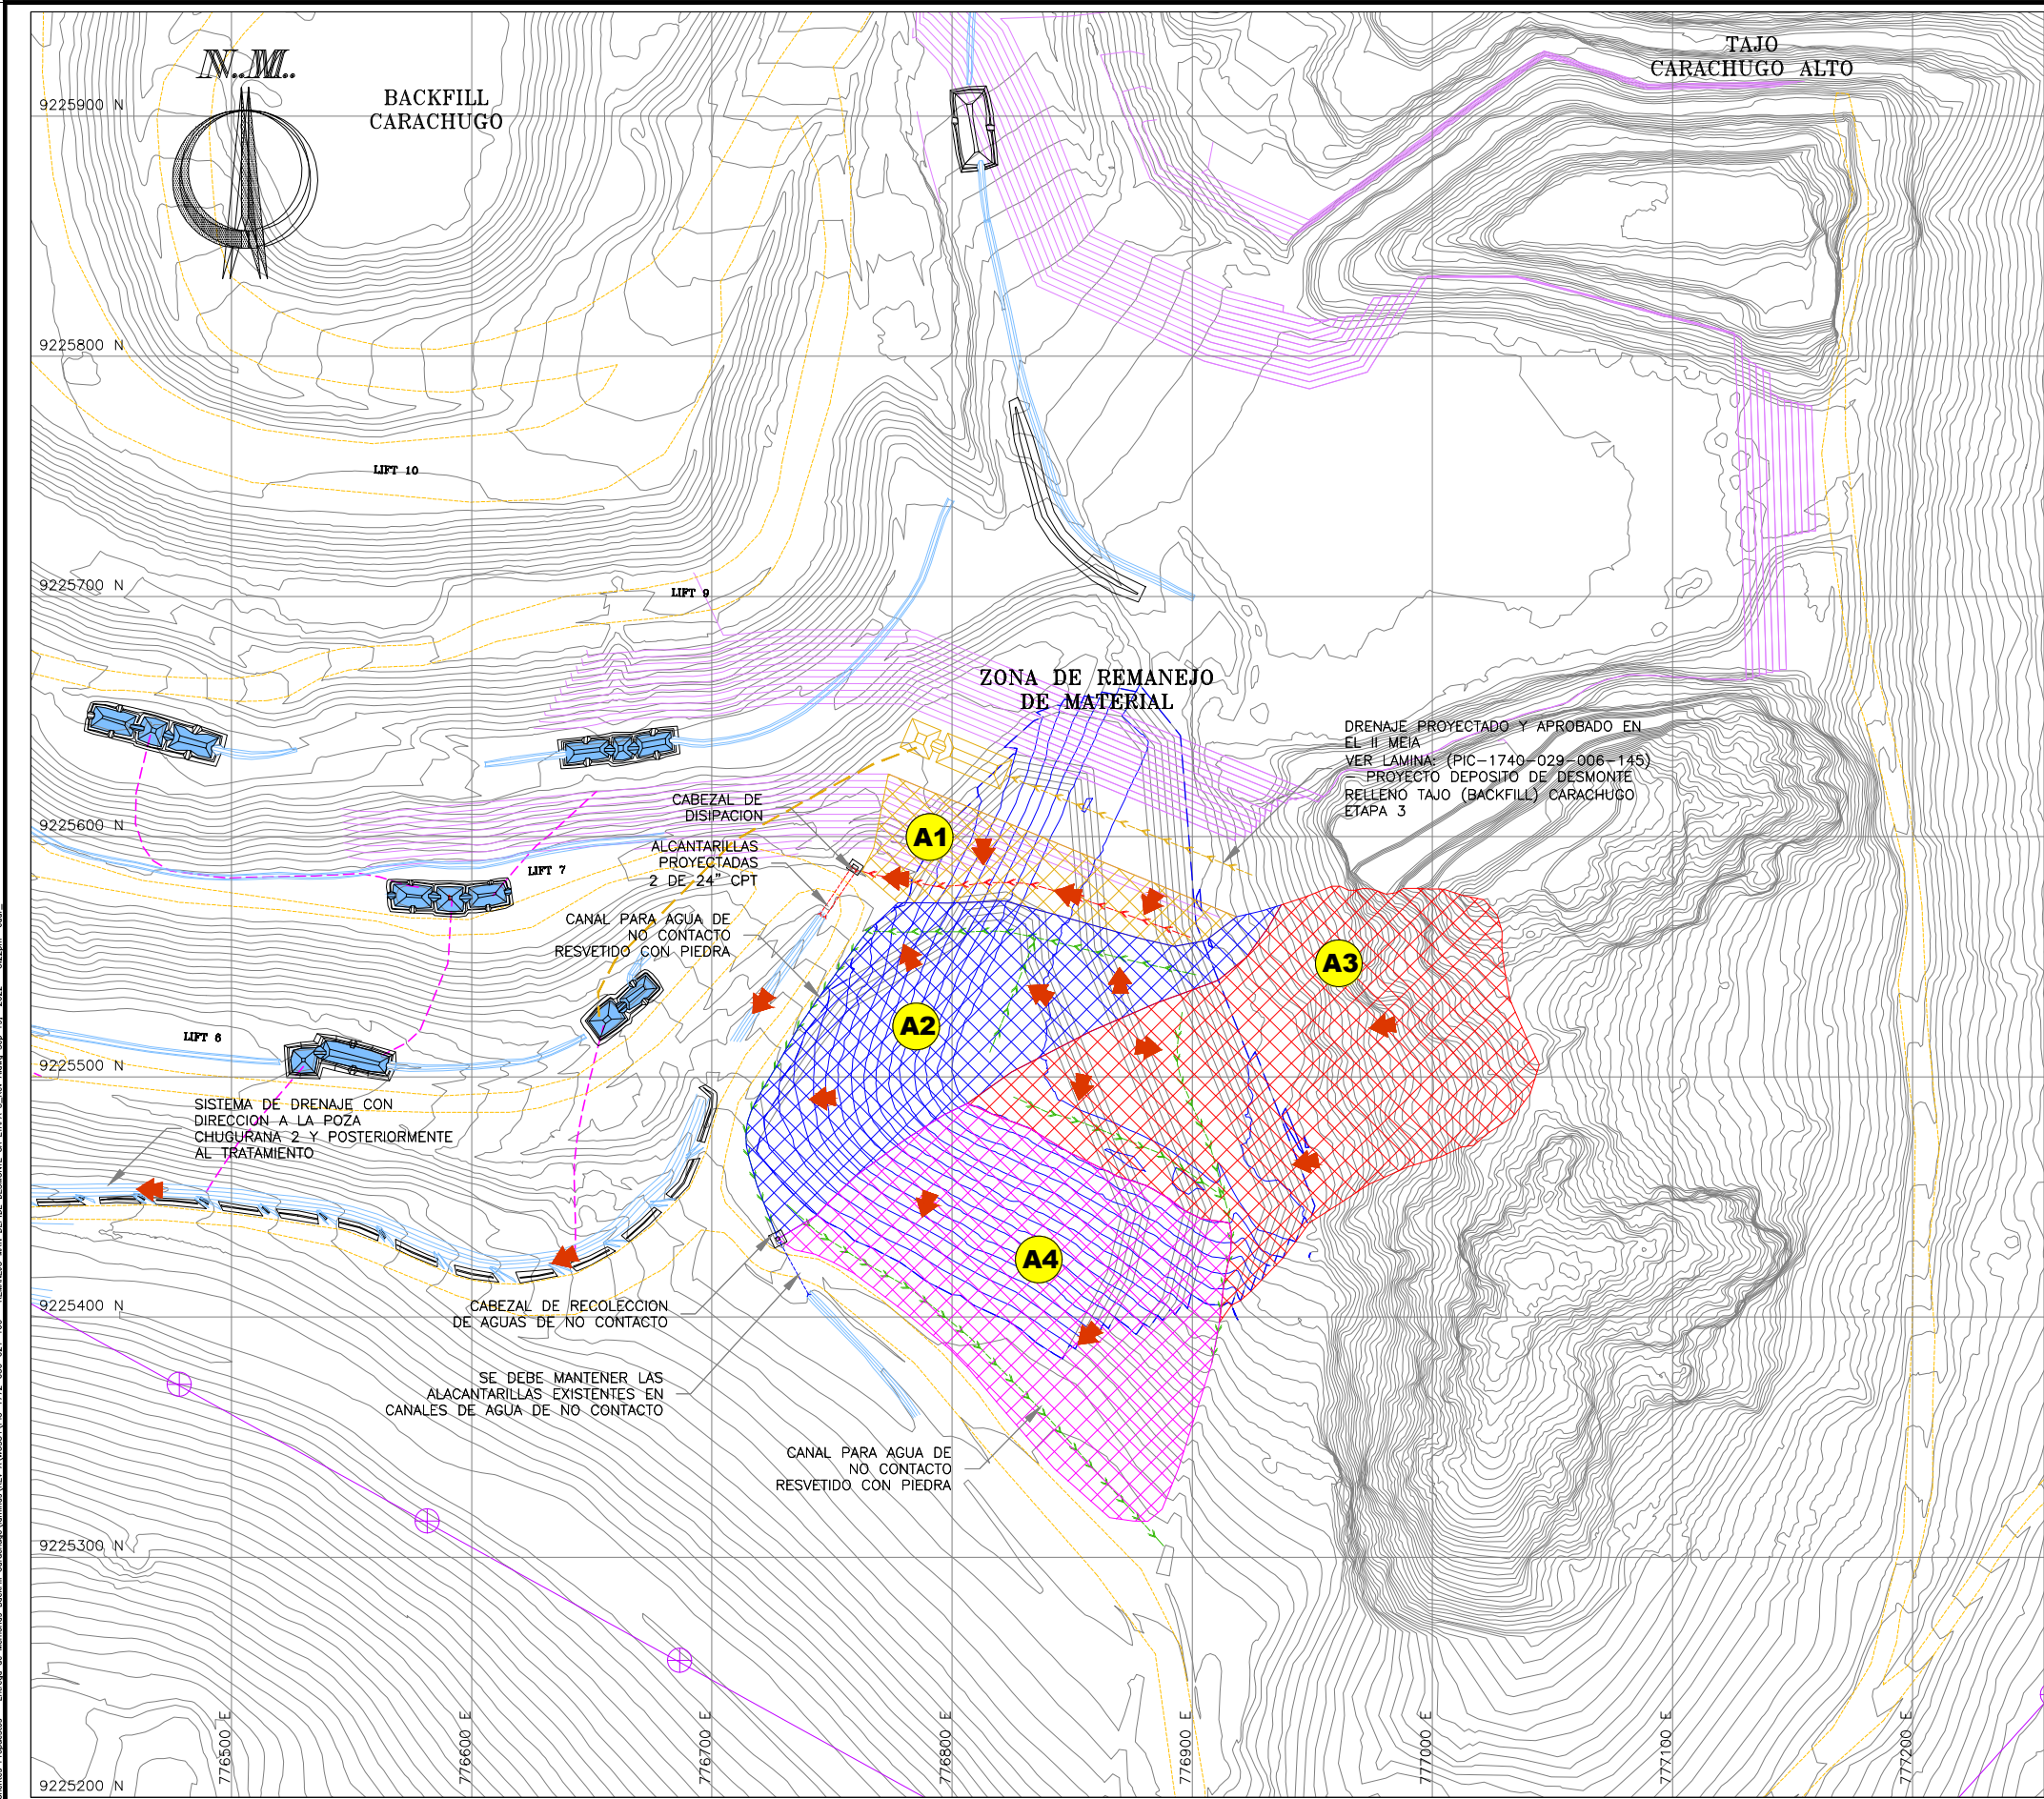 N.M.
BACKFILL
CARACHUGO
TAJO
CARACHUGO ALTO
9225900 N
9225800 N
LIFT 10
9225700 N
LIFT 9
ZONA DE REMANEJO
DE MATERIAL
DRENAJE PROYECTADO Y APROBADO EN
EL II MEIA
VER LAMINA: (PIC-1740-029-006-145)
- PROYECTO DEPOSITO DE DESMONTE
RELLENO TAJO (BACKFILL) CARACHUGO
ETAPA 3
CABEZAL DE
DISIPACION
9225600 N
A1
ALCANTARILLAS
PROYECTADAS
2 DE 24" CPT
LIFT 7
CANAL PARA AGUA DE
NO CONTACTO
RESVETIDO CON PIEDRA
A3
A2
LIFT 6
9225500 N
SISTEMA DE DRENAJE CON
DIRECCION A LA POZA
CHUGURANA 2 Y POSTERIORMENTE
AL TRATAMIENTO
A4
9225400 N
CABEZAL DE RECOLECCION
DE AGUAS DE NO CONTACTO
SE DEBE MANTENER LAS
ALACANTARILLAS EXISTENTES EN
CANALES DE AGUA DE NO CONTACTO
CANAL PARA AGUA DE
NO CONTACTO
RESVETIDO CON PIEDRA
9225300 N
776500 E
776600 E
776700 E
776800 E
776900 E
777000 E
777100 E
777200 E
9225200 N